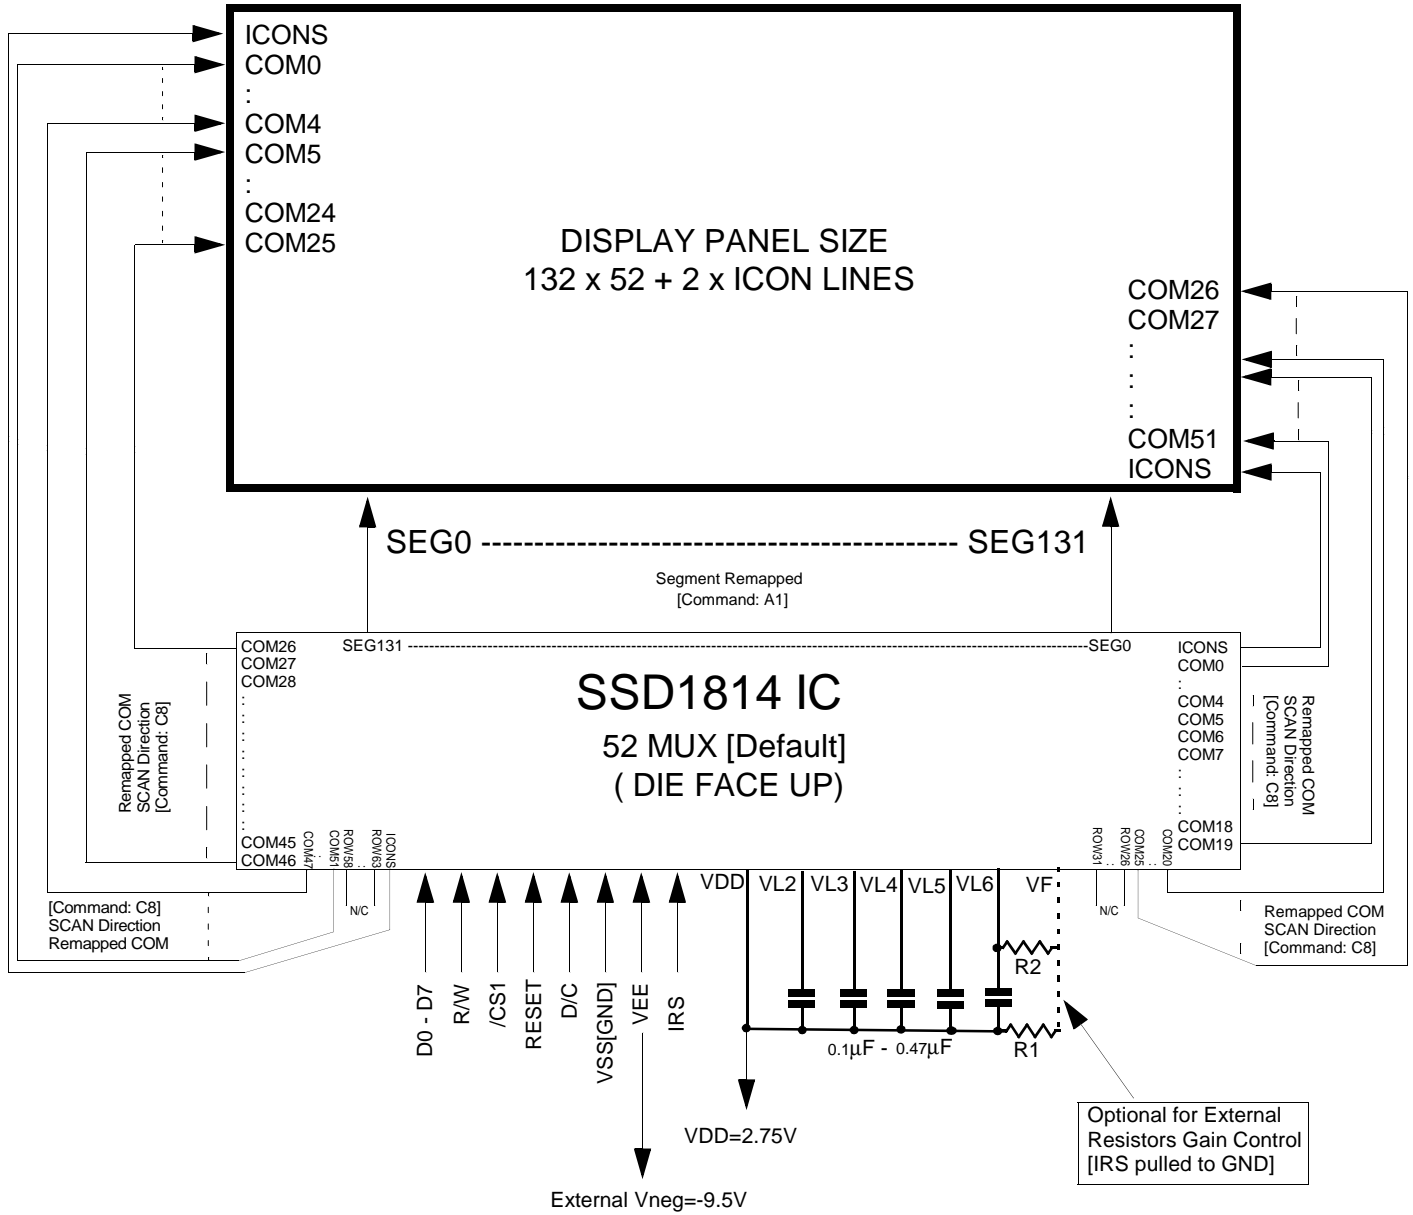 ICONS
COM0
:
COM4
COM5
:
COM24
COM25
DISPLAY PANEL SIZE
132 x 52 + 2 x ICON LINES
COM26
COM27
:
:
:
COM51
ICONS
SEG0 -------------------------------------------- SEG131
Segment Remapped
[Command: A1]
COM26
COM27
COM28
:
:
:
:
:
:
:
:
COM45
COM46
SEG131 ---------------------------------------- SEG0
SSD1814 IC
52 MUX [Default]
( DIE FACE UP)
ICONS
COM0
:
COM4
COM5
COM6
COM7
:
:
:
COM18
COM19
Remapped COM
SCAN Direction
[Command: C8]
Remapped COM
SCAN Direction
[Command: C8]
COM47
:
COM51
ROW58
:
ROW63
ICONS
N/C
VDD
VL2
VL3
VL4
VL5
VL6
VF
ROW31
:
ROW26
COM25
:
COM20
N/C
[Command: C8]
SCAN Direction
Remapped COM
Remapped COM
SCAN Direction
[Command: C8]
D0 - D7
R/W
/CS1
RESET
D/C
VSS[GND]
VEE
IRS
R2
R1
0.1µF - 0.47µF
VDD=2.75V
External Vneg=-9.5V
Optional for External
Resistors Gain Control
[IRS pulled to GND]